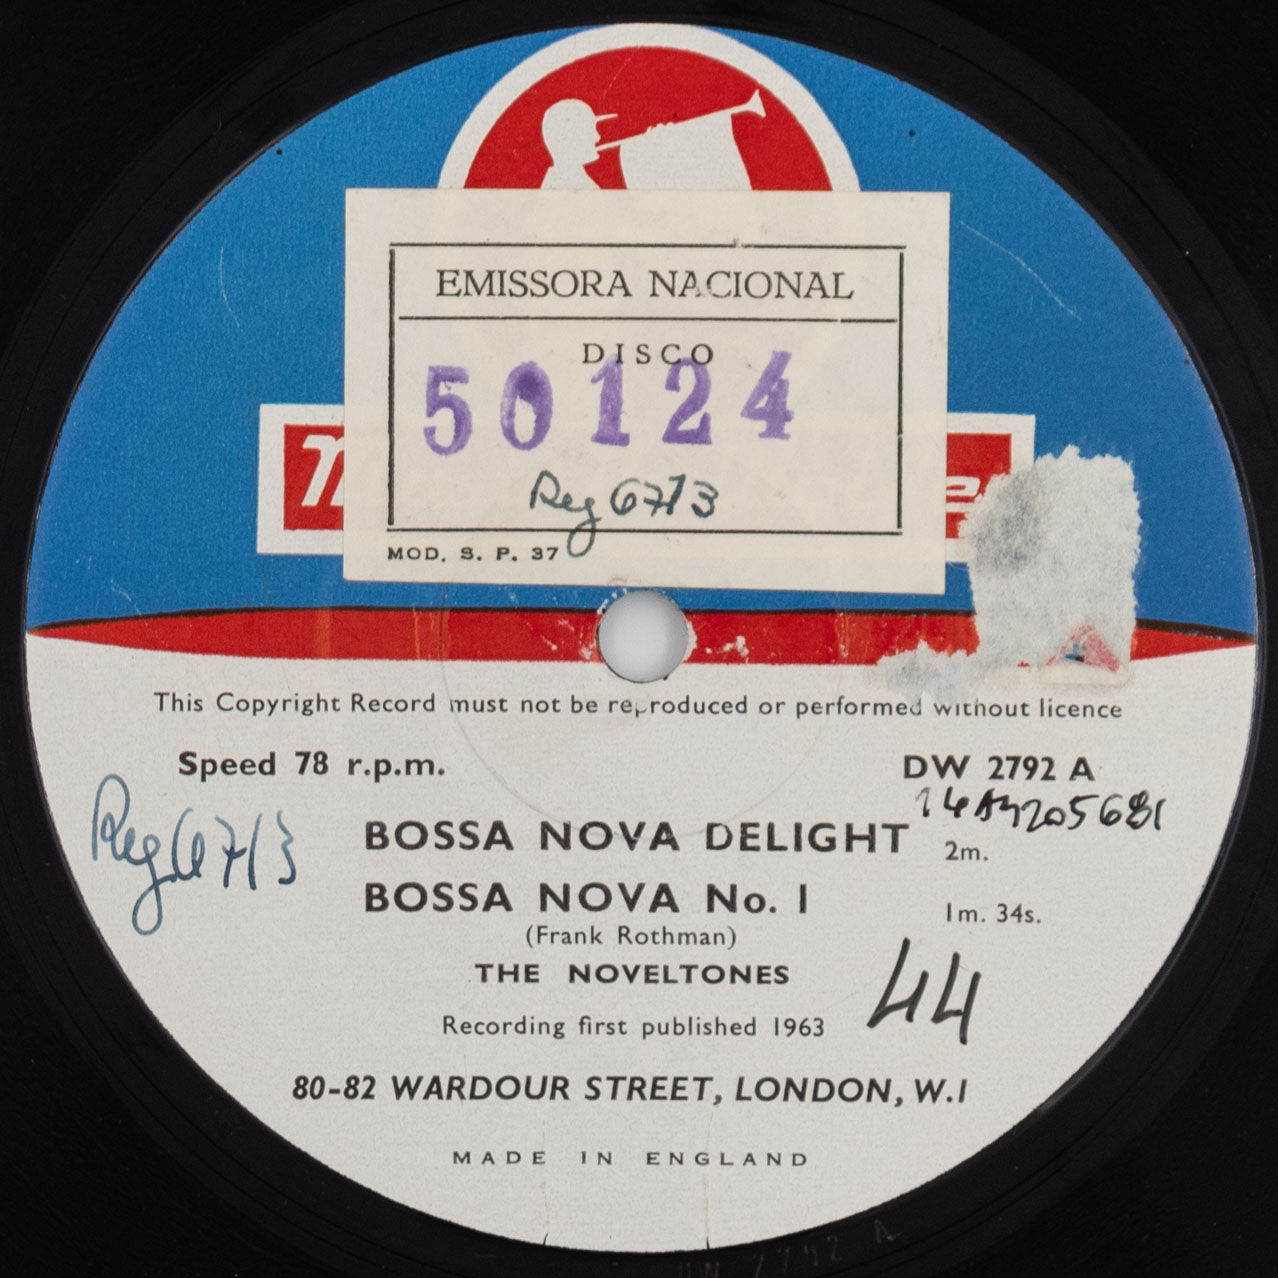 EMISSORA NACIONAL
DISCO
50124
Reg 6713
MOD. S. P. 37
This Copyright Record must not be reproduced or performed without licence
Speed 78 r.p.m.
DW 2792 A
Reg 6713
BOSSA NOVA DELIGHT
2m.
BOSSA NOVA No. 1
1m. 34s.
(Frank Rothman)
THE NOVELTONES
44
Recording first published 1963
80-82 WARDOUR STREET, LONDON, W.1
MADE IN ENGLAND
DW 2792 A